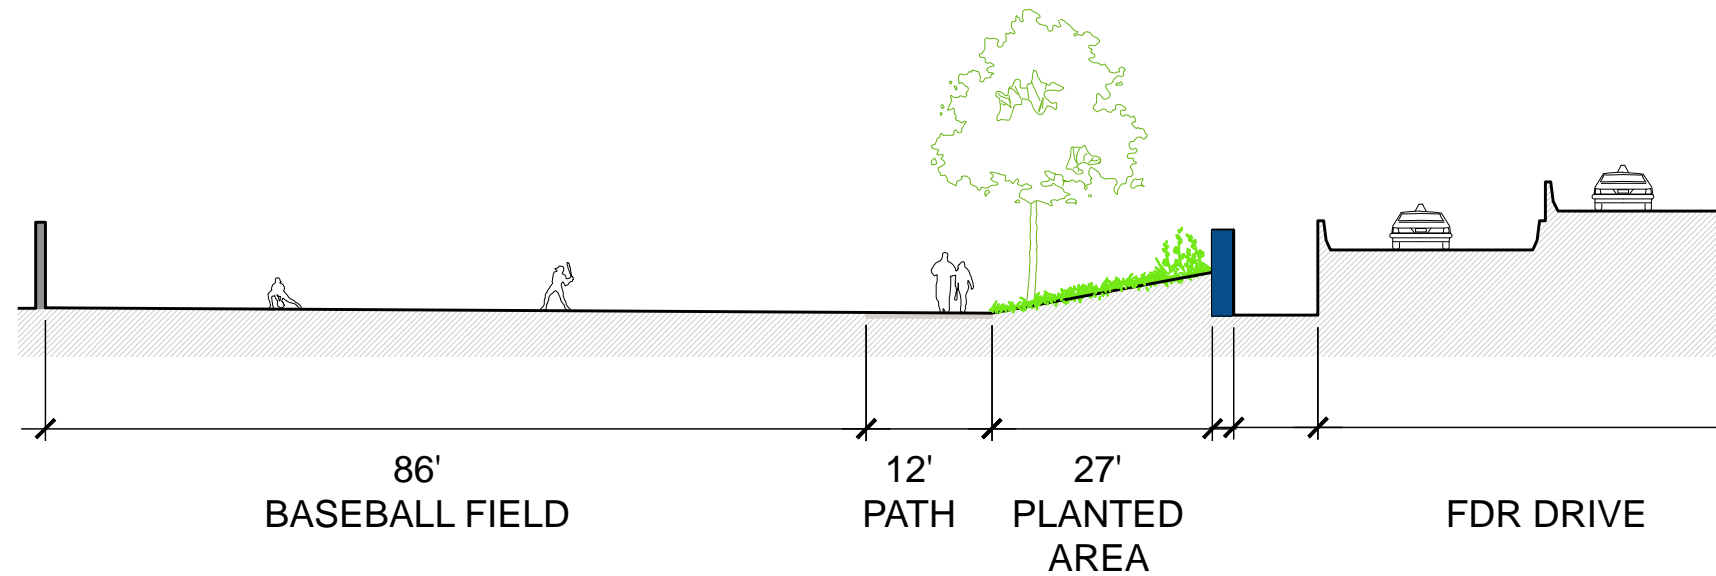 86'
BASEBALL FIELD
12'
PATH
27'
PLANTED
AREA
FDR DRIVE